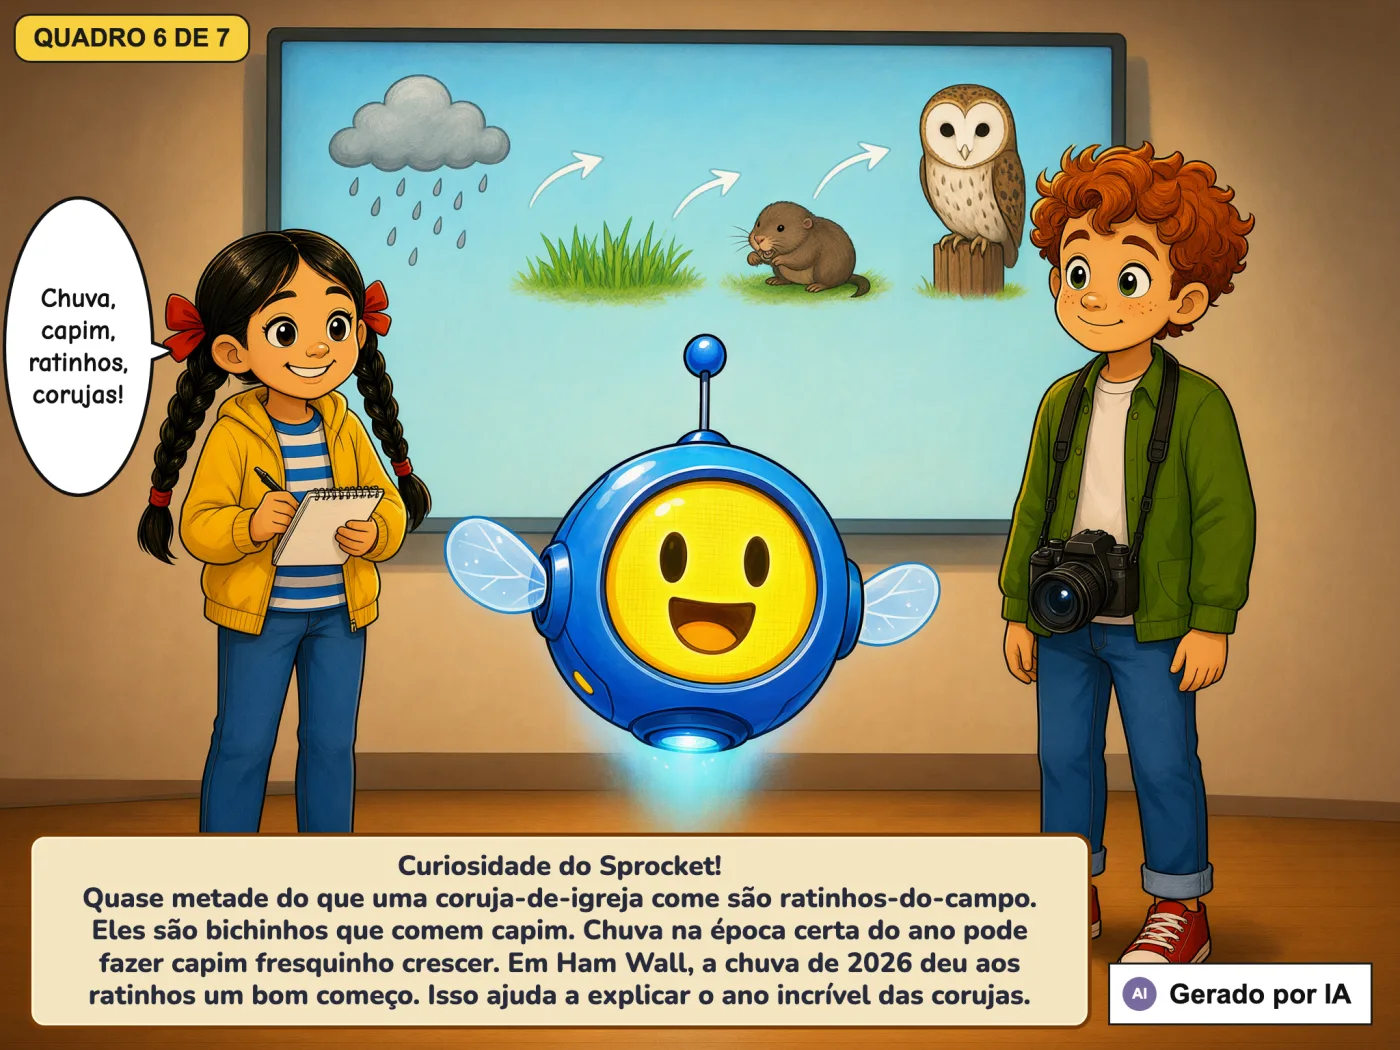 QUADRO 6 DE 7
Chuva,
capim,
ratinhos,
corujas!
Curiosidade do Sprocket!
Quase metade do que uma coruja-de-igreja come são ratinhos-do-campo.
Eles são bichinhos que comem capim. Chuva na época certa do ano pode
fazer capim fresquinho crescer. Em Ham Wall, a chuva de 2026 deu aos
ratinhos um bom começo. Isso ajuda a explicar o ano incrível das corujas.
AI Gerado por IA